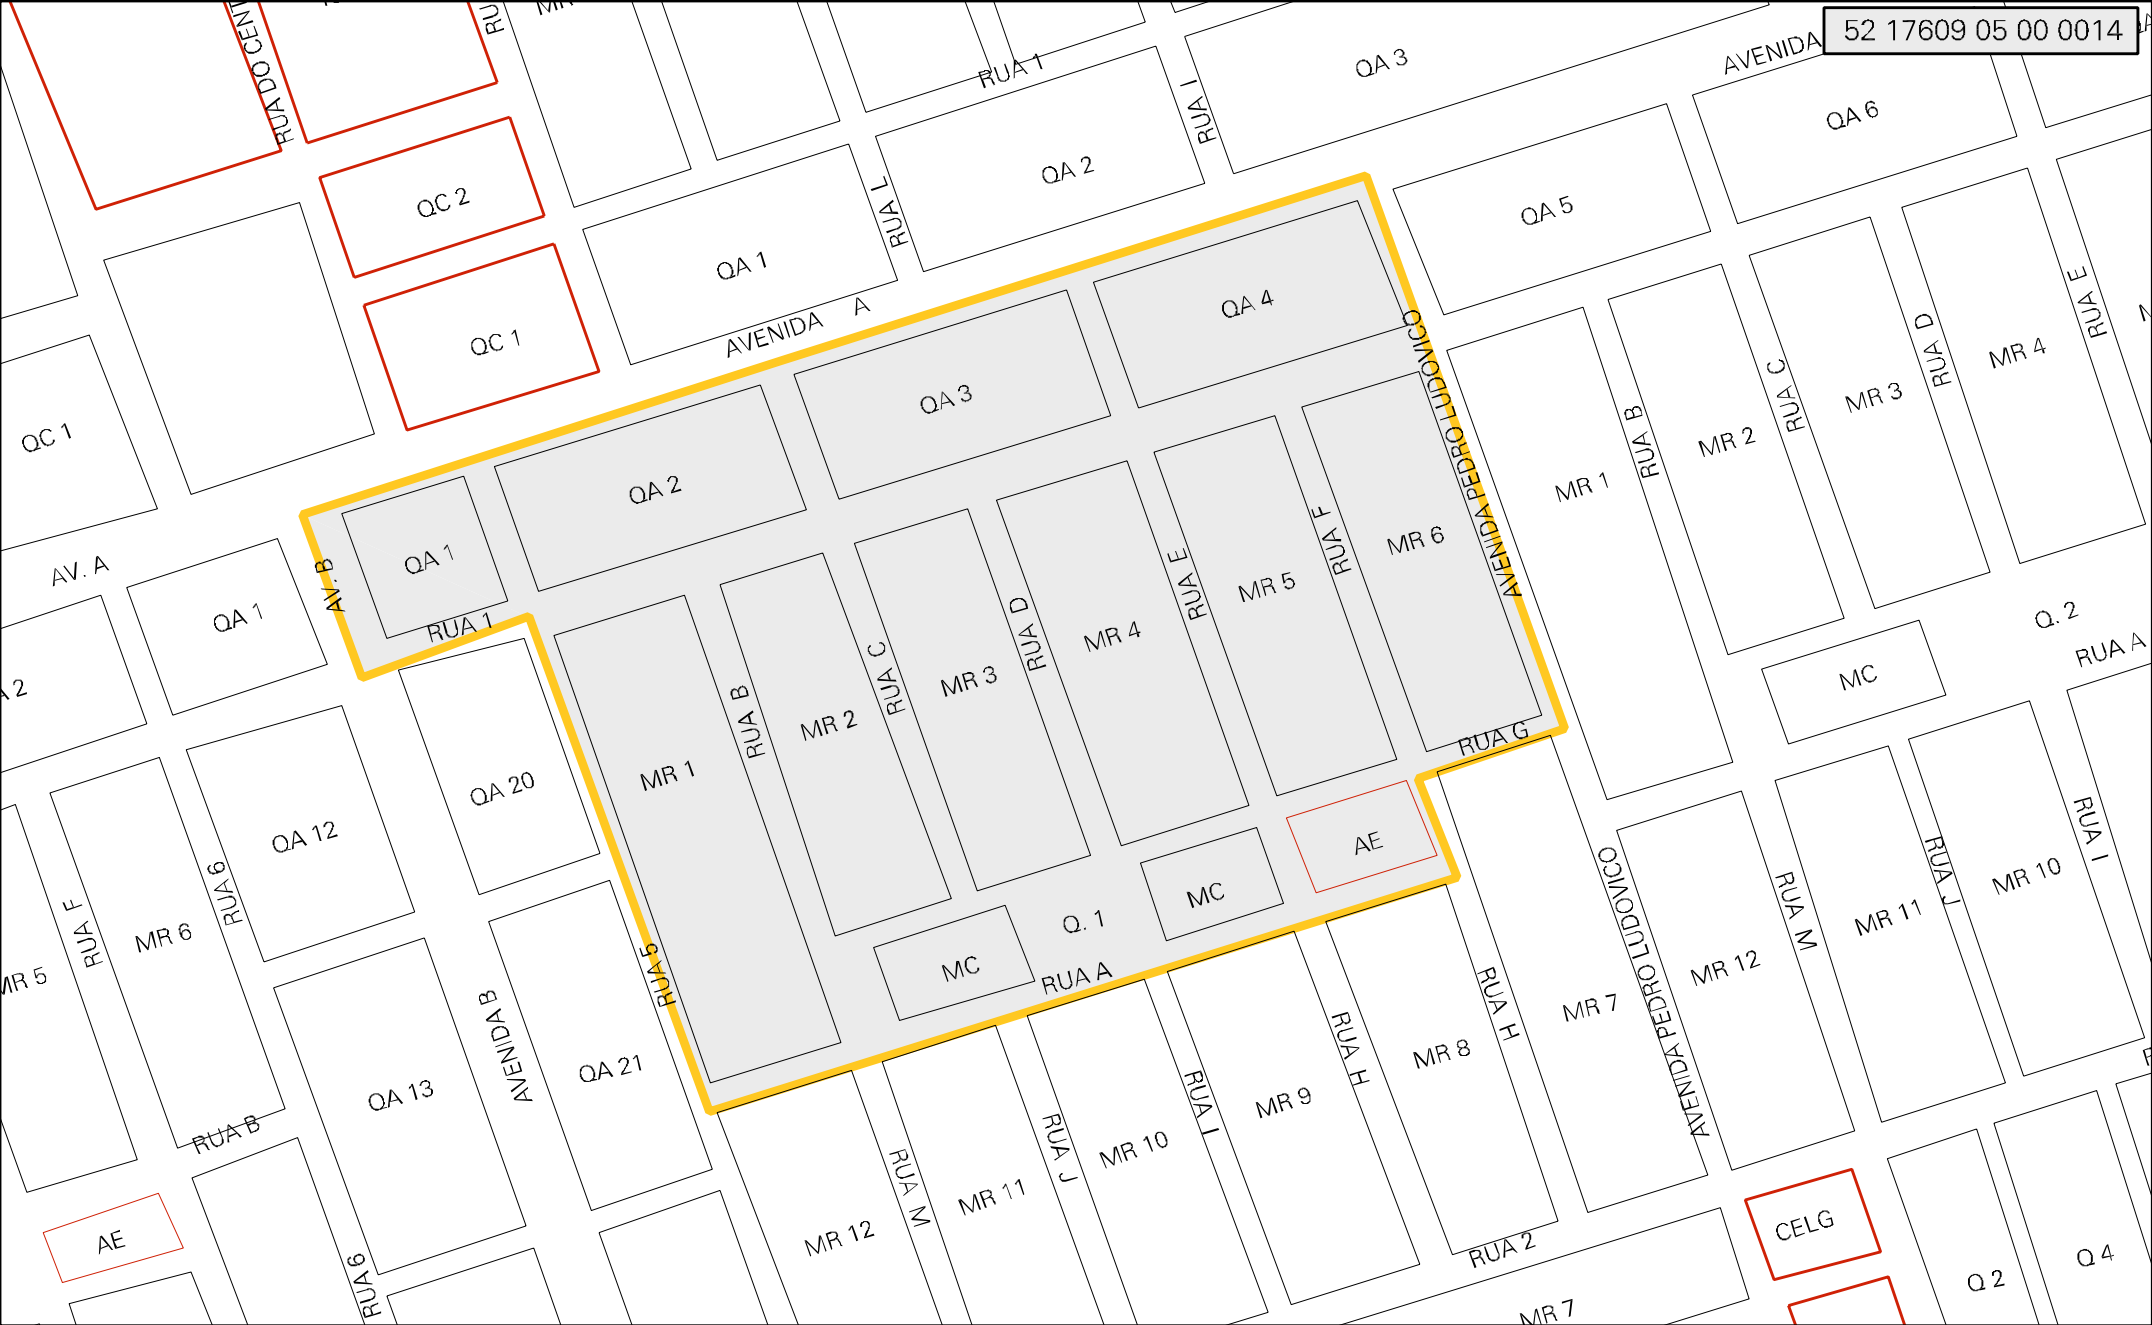 52 17609 05 00 0014
RUA DO CENT
RU
MR
RUA 1
QA 3
AVENIDA
QA 6
RUA I
QC 2
QA 2
RUA L
QA 5
QA 1
AVENIDA A
QC 1
QA 4
RUA E
RUA D
MR 4
QC 1
QA 3
AVENIDA PEDRO LUDOVICO
RUA C
MR 3
RUA B
MR 2
QA 2
MR 1
AV. A
AV. B
QA 1
RUA F
MR 6
RUA E
MR 5
QA 1
RUA 1
RUA D
MR 4
Q. 2
RUA A
MC
A 2
RUA C
MR 3
RUA B
MR 2
RUA G
QA 20
MR 1
QA 12
AE
RUA I
RUA 6
RUA J
MR 10
MC
RUA F
MR 6
Q. 1
RUA M
MR 11
MR 5
RUA 5
MC
RUA A
MR 12
AVENIDA B
RUA H
MR 7
AVENIDA PEDRO LUDOVICO
QA 21
QA 13
RUA H
MR 8
RUA I
MR 9
RUA B
RUA J
MR 10
RUA M
MR 11
AE
MR 12
RUA 2
CELG
RUA 6
Q 2
Q 4
MR 7